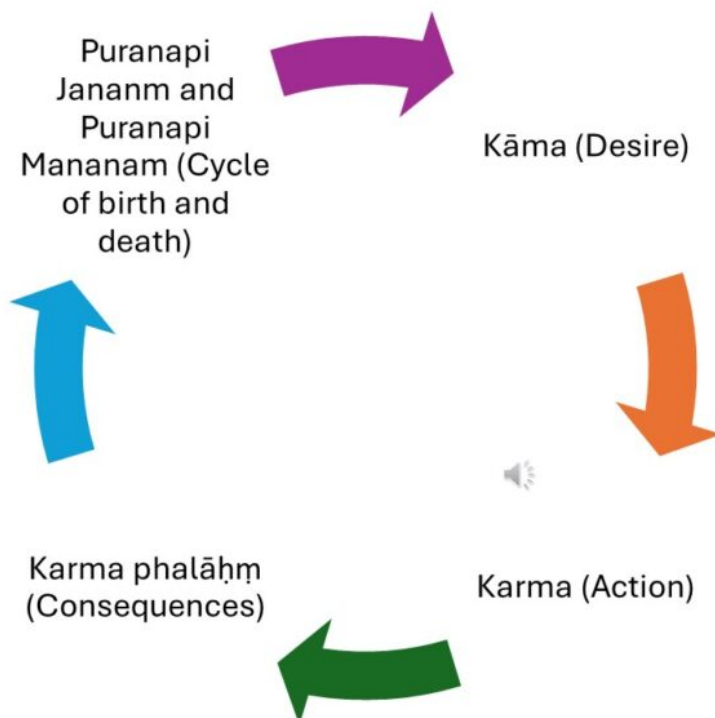 Puranapi
Jananm and
Puranapi
Mananam (Cycle
of birth and
death)
Kāma (Desire)
Karma (Action)
Karma phalāḥṃ
(Consequences)